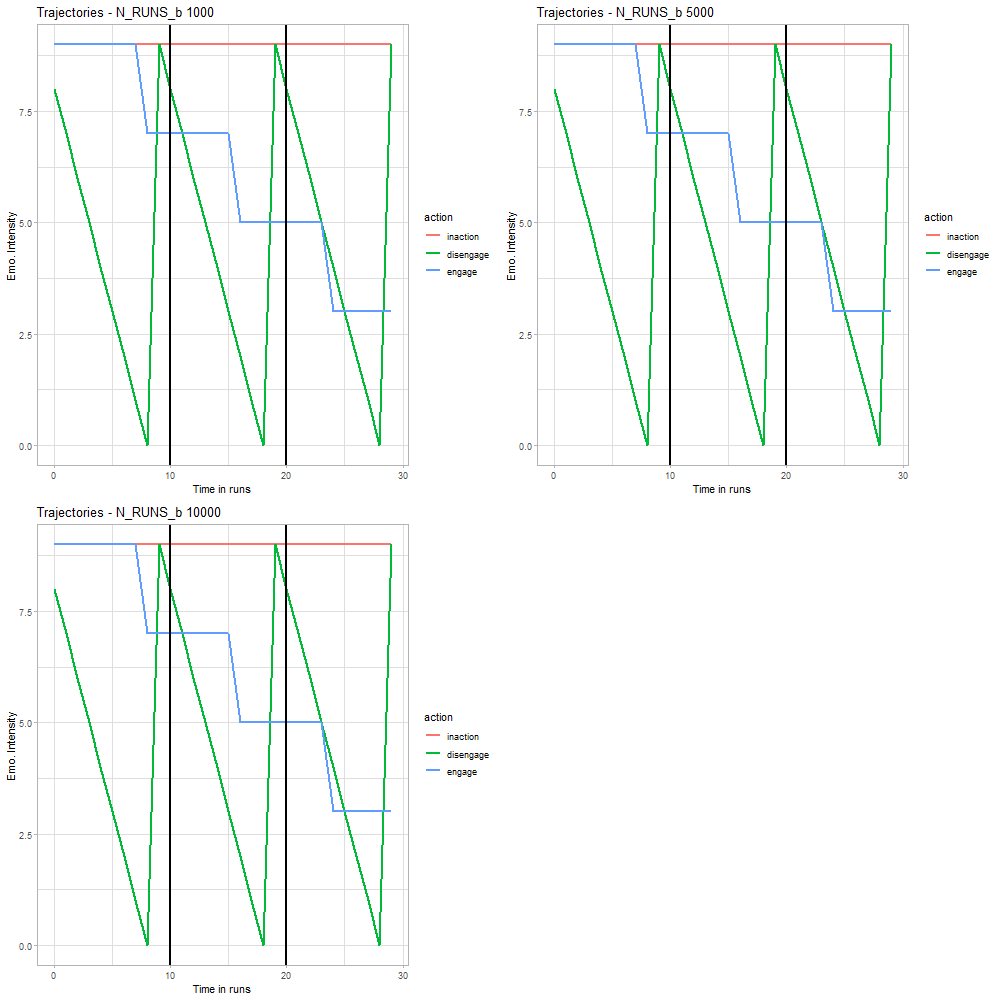 Trajectories - N_RUNS_b 1000
Emo. Intensity
7.5
5.0
2.5
0.0
0 10 20 30
Time in runs
action
inaction
disengage
engage
Trajectories - N_RUNS_b 5000
Emo. Intensity
7.5
5.0
2.5
0.0
0 10 20 30
Time in runs
action
inaction
disengage
engage
Trajectories - N_RUNS_b 10000
Emo. Intensity
7.5
5.0
2.5
0.0
0 10 20 30
Time in runs
action
inaction
disengage
engage